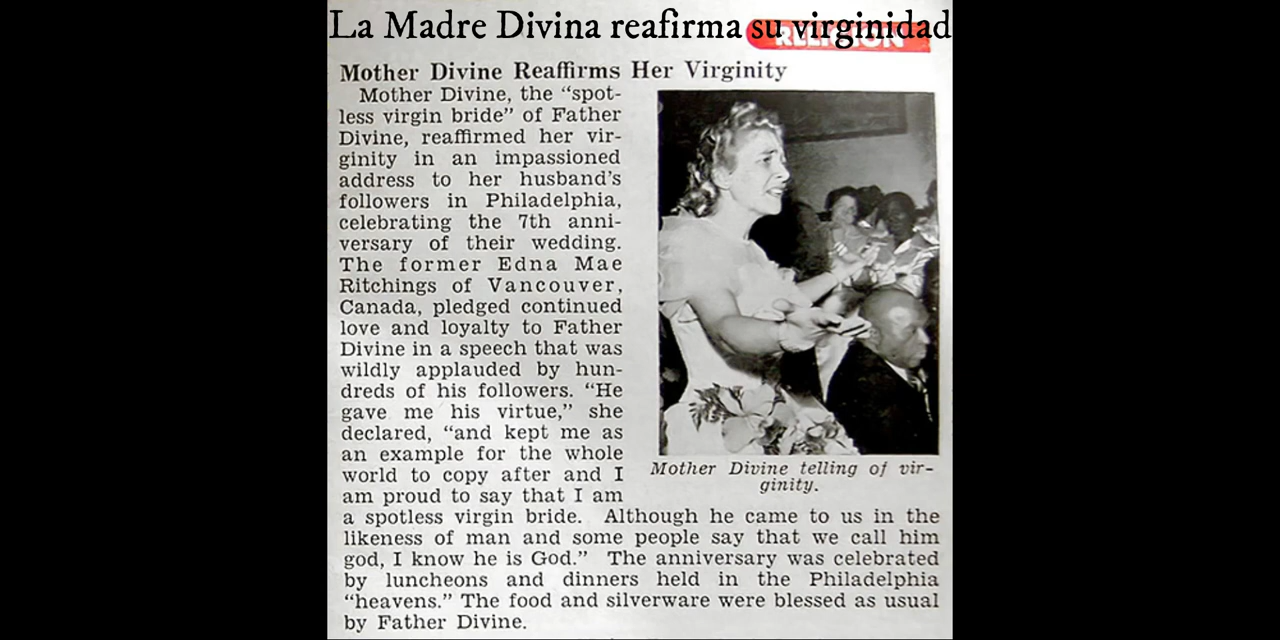 La Madre Divina reafirma su virginidad
RELIGION
Mother Divine Reaffirms Her Virginity
Mother Divine, the “spot-
less virgin bride” of Father
Divine, reaffirmed her vir-
ginity in an impassioned
address to her husband's
followers in Philadelphia,
celebrating the 7th anni-
versary of their wedding.
The former Edna Mae
Ritchings of Vancouver,
Canada, pledged continued
love and loyalty to Father
Divine in a speech that was
wildly applauded by hun-
dreds of his followers. “He
gave me his virtue,” she
declared, “and kept me as
an example for the whole
world to copy after and I
am proud to say that I am
a spotless virgin bride. Although he came to us in the
likeness of man and some people say that we call him
god, I know he is God.” The anniversary was celebrated
by luncheons and dinners held in the Philadelphia
“heavens.” The food and silverware were blessed as usual
by Father Divine.
Mother Divine telling of vir-
ginity.